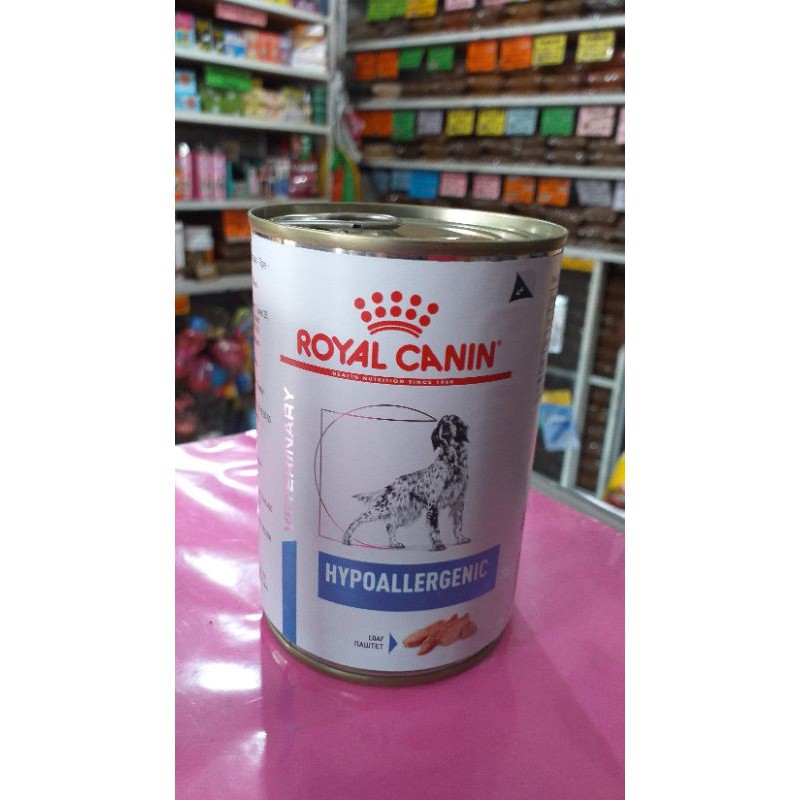 ROYAL CANIN
HEALTH NUTRITION SINCE 1968
VETERINARY
HYPOALLERGENIC
LOAF
ПАШТЕТ